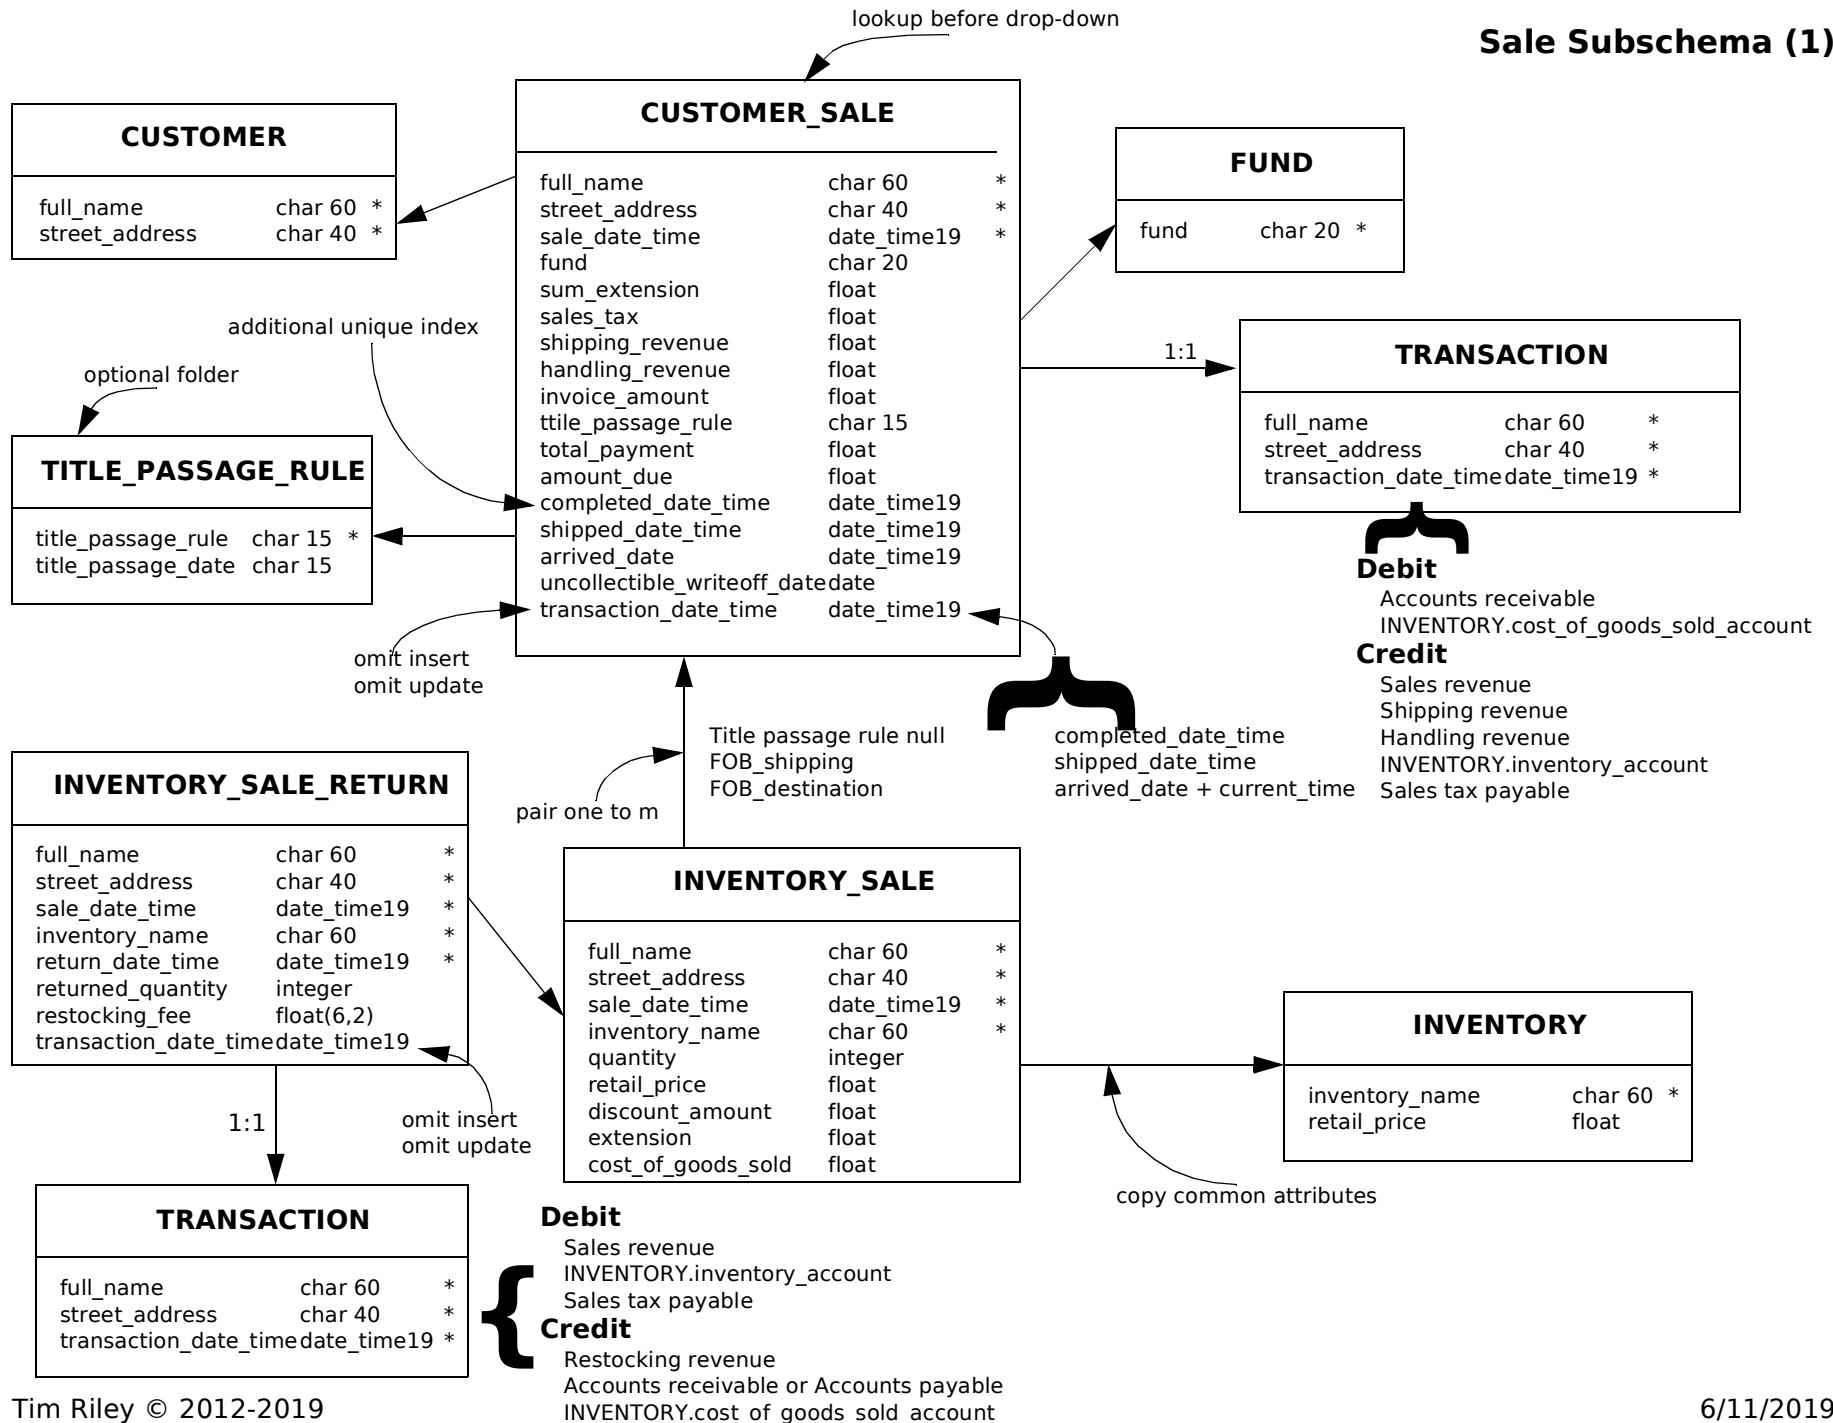 lookup before drop-down
Sale Subschema (1)
CUSTOMER
full_name char 60 *
street_address char 40 *
CUSTOMER_SALE
full_name char 60 *
street_address char 40 *
sale_date_time date_time19 *
fund char 20
sum_extension float
sales_tax float
shipping_revenue float
handling_revenue float
invoice_amount float
ttile_passage_rule char 15
total_payment float
amount_due float
completed_date_time date_time19
shipped_date_time date_time19
arrived_date date_time19
uncollectible_writeoff_date date
transaction_date_time date_time19
FUND
fund char 20 *
additional unique index
optional folder
1:1
TRANSACTION
full_name char 60 *
street_address char 40 *
transaction_date_time date_time19 *
TITLE_PASSAGE_RULE
title_passage_rule char 15 *
title_passage_date char 15
Debit
Accounts receivable
INVENTORY.cost_of_goods_sold_account
Credit
Sales revenue
Shipping revenue
Handling revenue
INVENTORY.inventory_account
Sales tax payable
omit insert
omit update
Title passage rule null completed_date_time
FOB_shipping shipped_date_time
FOB_destination arrived_date + current_time
pair one to m
INVENTORY_SALE_RETURN
full_name char 60 *
street_address char 40 *
sale_date_time date_time19 *
inventory_name char 60 *
return_date_time date_time19 *
returned_quantity integer
restocking_fee float(6,2)
transaction_date_time date_time19
INVENTORY_SALE
full_name char 60 *
street_address char 40 *
sale_date_time date_time19 *
inventory_name char 60 *
quantity integer
retail_price float
discount_amount float
extension float
cost_of_goods_sold float
INVENTORY
inventory_name char 60 *
retail_price float
1:1
omit insert
omit update
copy common attributes
TRANSACTION
full_name char 60 *
street_address char 40 *
transaction_date_time date_time19 *
Debit
Sales revenue
INVENTORY.inventory_account
Sales tax payable
Credit
Restocking revenue
Accounts receivable or Accounts payable
INVENTORY.cost_of_goods_sold_account
Tim Riley © 2012-2019
6/11/2019